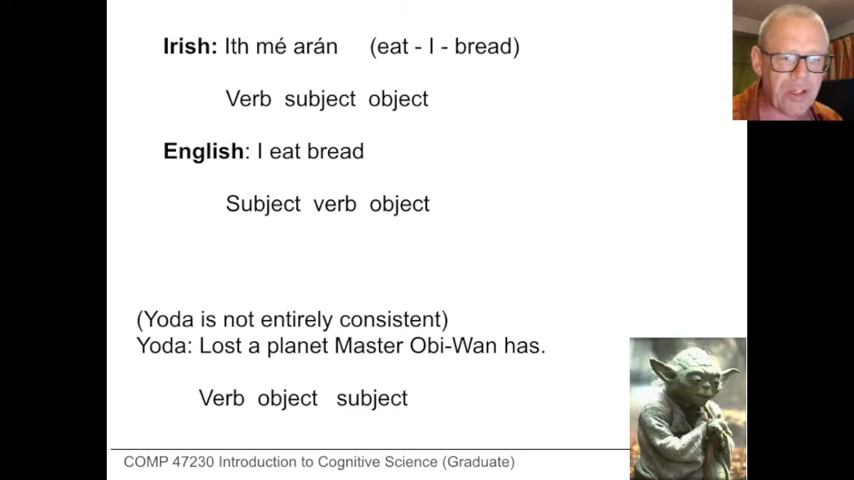 Irish: Ith mé arán (eat - I - bread)
Verb subject object
English: I eat bread
Subject verb object
(Yoda is not entirely consistent)
Yoda: Lost a planet Master Obi-Wan has.
Verb object subject
COMP 47230 Introduction to Cognitive Science (Graduate)